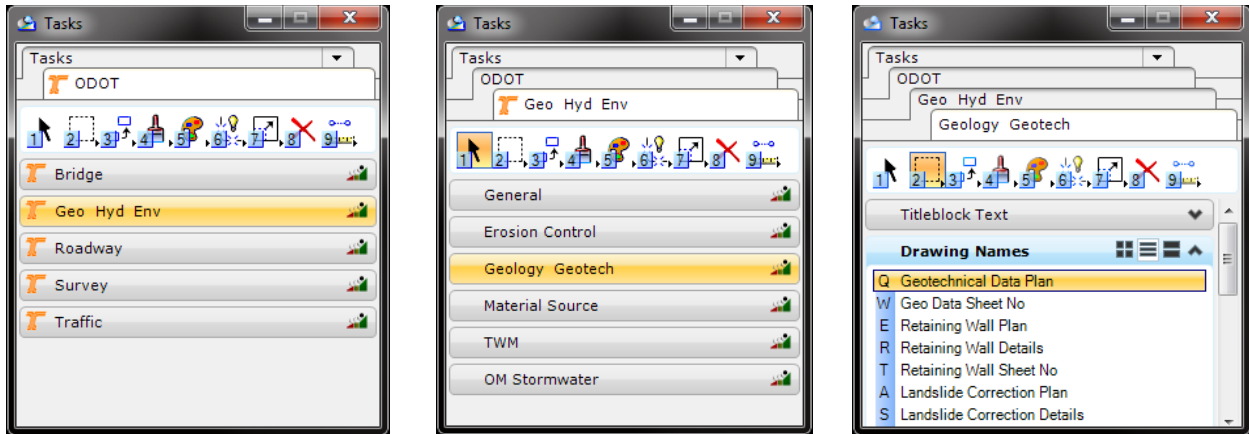 Tasks
Tasks
ODOT
1 2 3 4 5 6 7 8 9
Bridge
Geo Hyd Env
Roadway
Survey
Traffic
Tasks
Tasks
ODOT
Geo Hyd Env
1 2 3 4 5 6 7 8 9
General
Erosion Control
Geology Geotech
Material Source
TWM
OM Stormwater
Tasks
Tasks
ODOT
Geo Hyd Env
Geology Geotech
1 2 3 4 5 6 7 8 9
Titleblock Text
Drawing Names
Q Geotechnical Data Plan
W Geo Data Sheet No
E Retaining Wall Plan
R Retaining Wall Details
T Retaining Wall Sheet No
A Landslide Correction Plan
S Landslide Correction Details